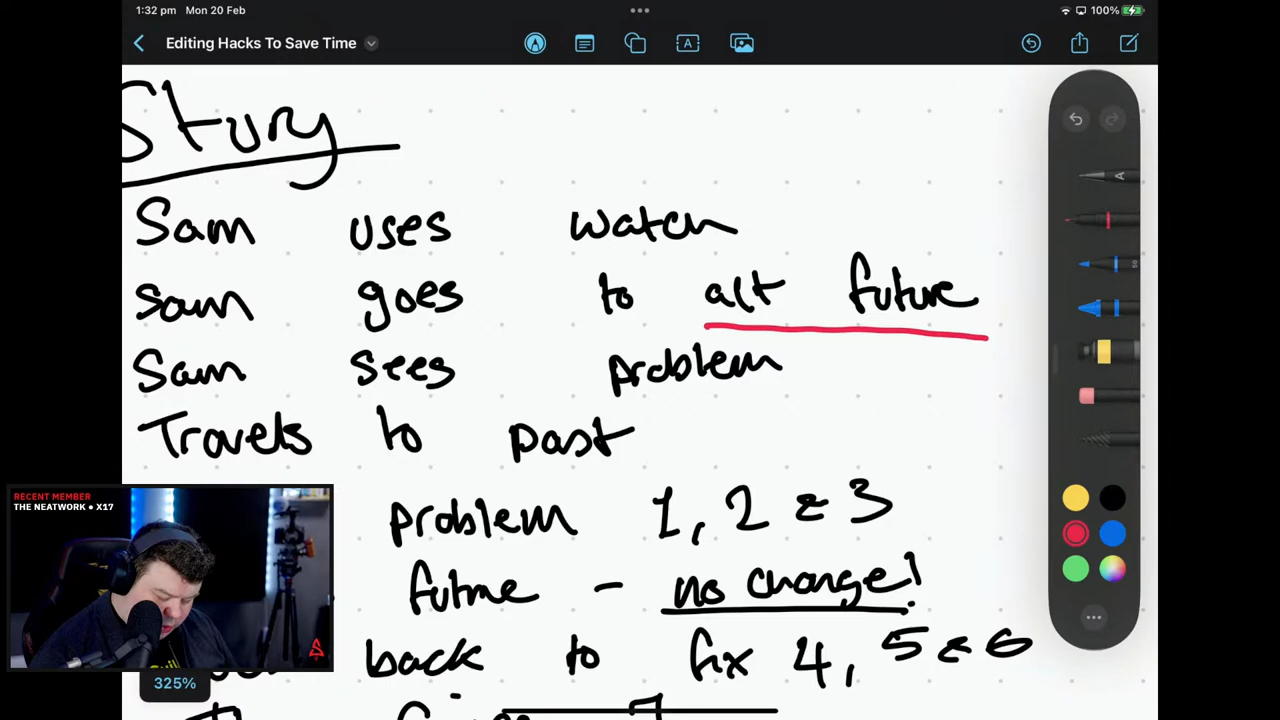 1:32 pm Mon 20 Feb
100%
Editing Hacks To Save Time
A
A
50
Story
Sam uses watch
Sam goes to alt future
Sam sees problem
Travels to past
problem 1, 2 & 3
future - no change!
back to fix 4, 5 & 6
7
RECENT MEMBER
THE NEATWORK ● X17
325%